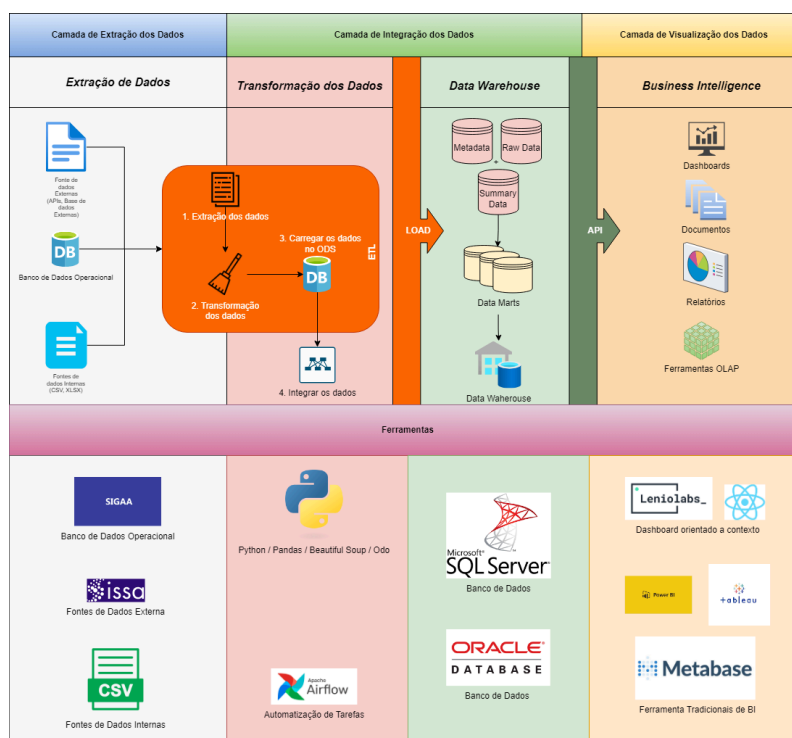 Camada de Extração dos Dados
Camada de Integração dos Dados
Camada de Visualização dos Dados
Extração de Dados
Transformação dos Dados
Data Warehouse
Business Intelligence
Fonte de
dados
Externas
(APIs, Base de
dados
Externas)
DB
Banco de Dados Operacional
Fontes de
dados Internas
(CSV, XLSX)
1. Extração dos dados
2. Transformação
dos dados
3. Carregar os dados
no ODS
DB
ETL
4. Integrar os dados
LOAD
Metadata
+
Raw Data
Summary
Data
Data Marts
Data Waherouse
API
Dashboards
Documentos
Relatórios
Ferramentas OLAP
Ferramentas
SIGAA
Banco de Dados Operacional
issa
Fontes de Dados Externa
CSV
Fontes de Dados Internas
Python / Pandas / Beautiful Soup / Odo
Apache
Airflow
Automatização de Tarefas
Microsoft®
SQL Server®
Banco de Dados
ORACLE®
DATABASE
Banco de Dados
Leniolabs_
Dashboard orientado a contexto
Power BI
+ableau
Metabase
Ferramenta Tradicionais de BI